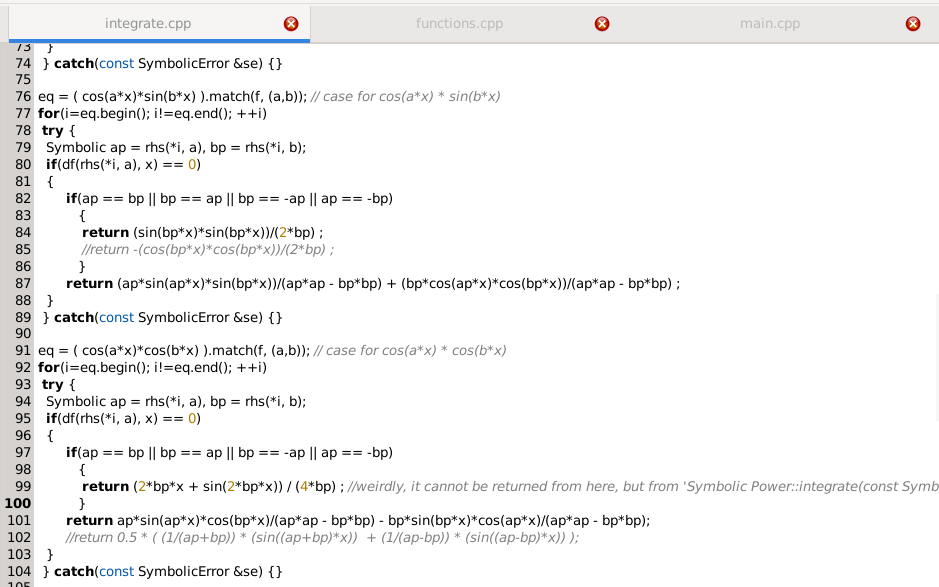 integrate.cpp functions.cpp main.cpp
73 }
74 } catch(const SymbolicError &se) {}
75
76 eq = ( cos(a*x)*sin(b*x) ).match(f, (a,b)); // case for cos(a*x) * sin(b*x)
77 for(i=eq.begin(); i!=eq.end(); ++i)
78 try {
79 Symbolic ap = rhs(*i, a), bp = rhs(*i, b);
80 if(df(rhs(*i, a), x) == 0)
81 {
82 if(ap == bp || bp == ap || bp == -ap || ap == -bp)
83 {
84 return (sin(bp*x)*sin(bp*x))/(2*bp) ;
85 //return -(cos(bp*x)*cos(bp*x))/(2*bp) ;
86 }
87 return (ap*sin(ap*x)*sin(bp*x))/(ap*ap - bp*bp) + (bp*cos(ap*x)*cos(bp*x))/(ap*ap - bp*bp) ;
88 }
89 } catch(const SymbolicError &se) {}
90
91 eq = ( cos(a*x)*cos(b*x) ).match(f, (a,b)); // case for cos(a*x) * cos(b*x)
92 for(i=eq.begin(); i!=eq.end(); ++i)
93 try {
94 Symbolic ap = rhs(*i, a), bp = rhs(*i, b);
95 if(df(rhs(*i, a), x) == 0)
96 {
97 if(ap == bp || bp == ap || bp == -ap || ap == -bp)
98 {
99 return (2*bp*x + sin(2*bp*x)) / (4*bp) ; //weirdly, it cannot be returned from here, but from 'Symbolic Power::integrate(const Symb
100 }
101 return ap*sin(ap*x)*cos(bp*x)/(ap*ap - bp*bp) - bp*sin(bp*x)*cos(ap*x)/(ap*ap - bp*bp);
102 //return 0.5 * ( (1/(ap+bp)) * (sin((ap+bp)*x)) + (1/(ap-bp)) * (sin((ap-bp)*x)) );
103 }
104 } catch(const SymbolicError &se) {}